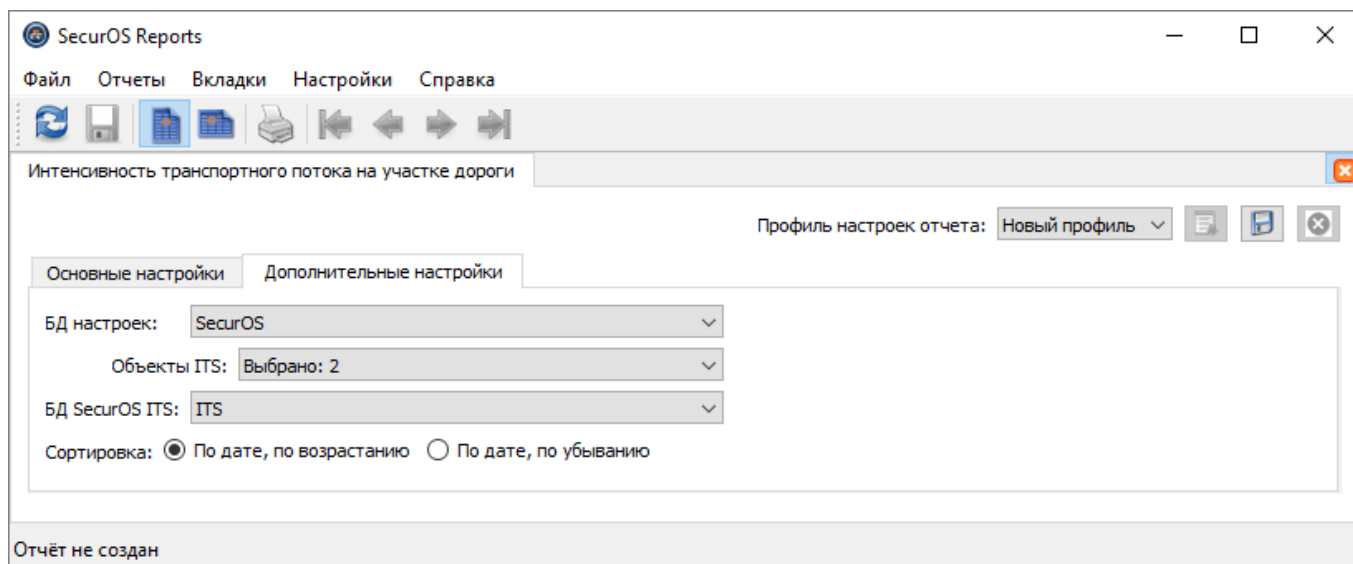 SecurOS Reports
Файл Отчеты Вкладки Настройки Справка
Интенсивность транспортного потока на участке дороги
Профиль настроек отчета: Новый профиль
Основные настройки Дополнительные настройки
БД настроек: SecurOS
Объекты ITS: Выбрано: 2
БД SecurOS ITS: ITS
Сортировка: По дате, по возрастанию По дате, по убыванию
Отчёт не создан